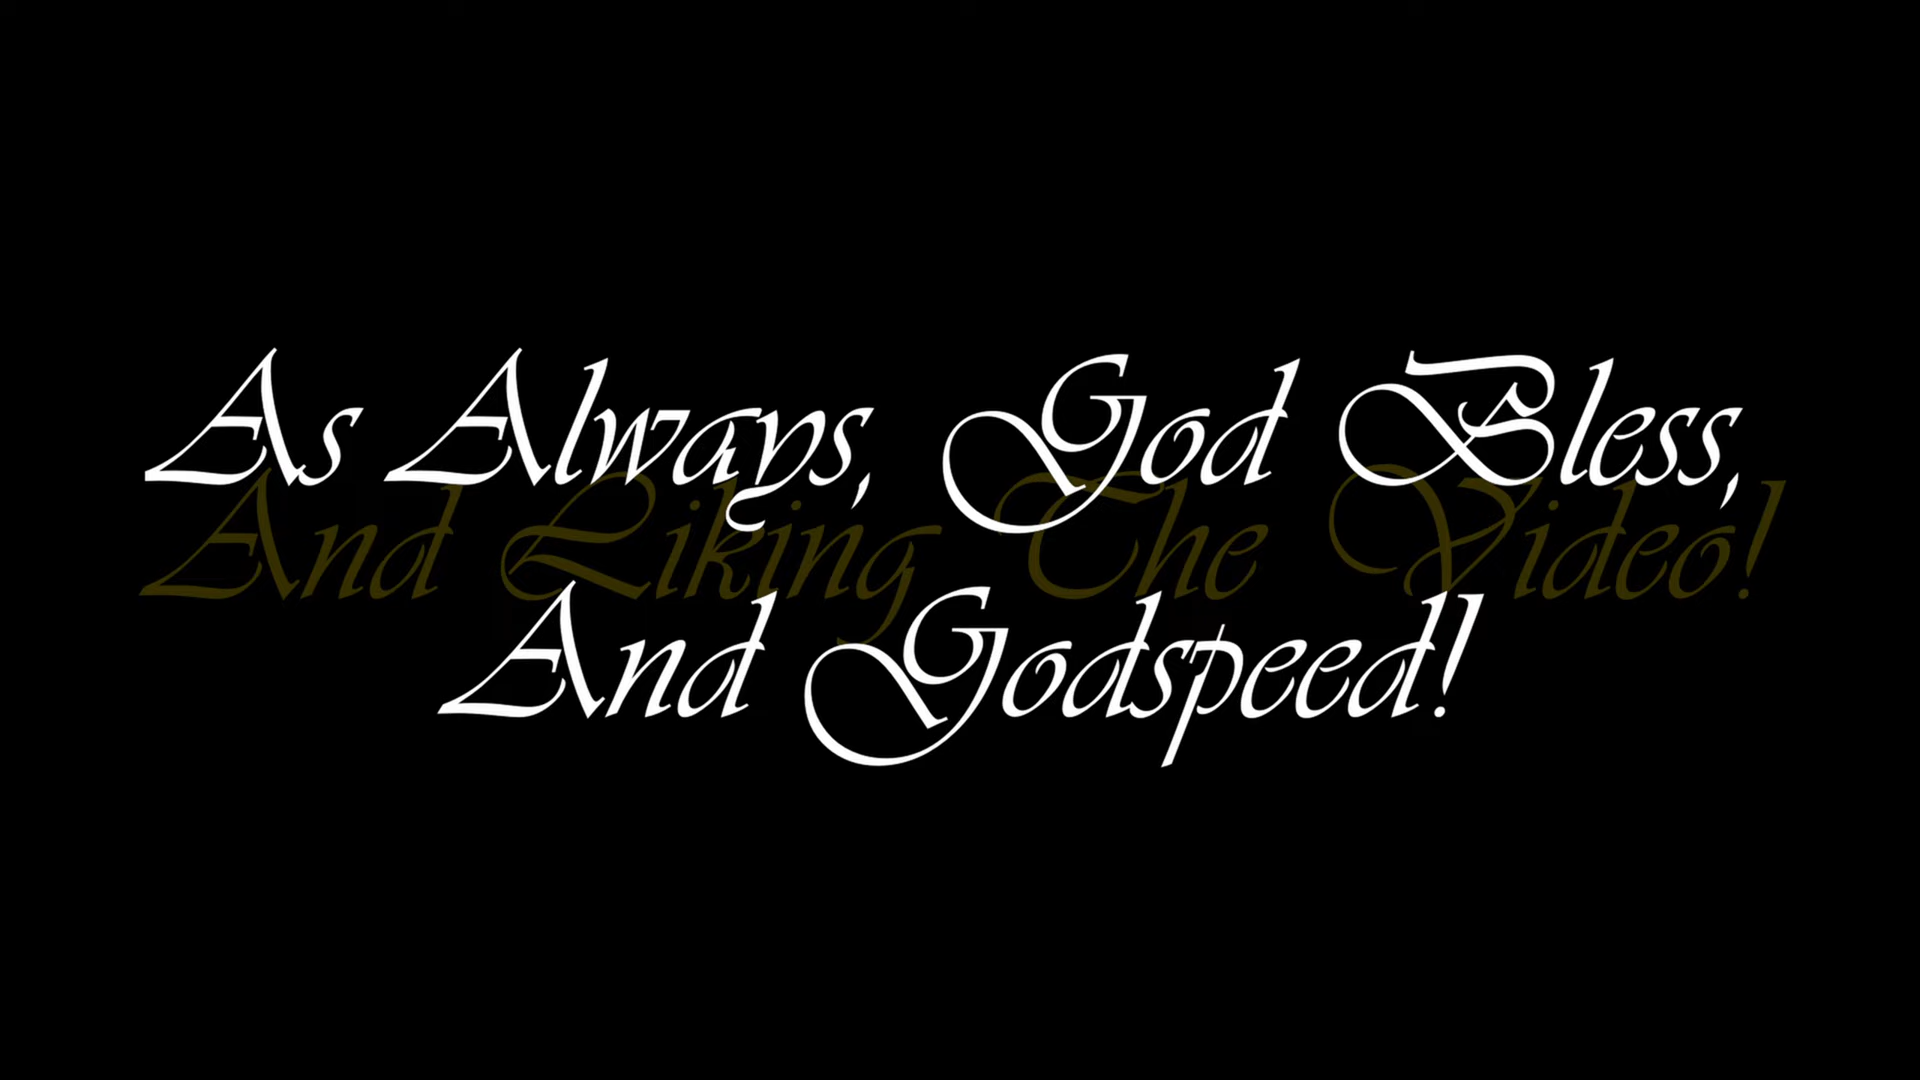 As Always, God Bless,
And Liking The Video!
And Godspeed!